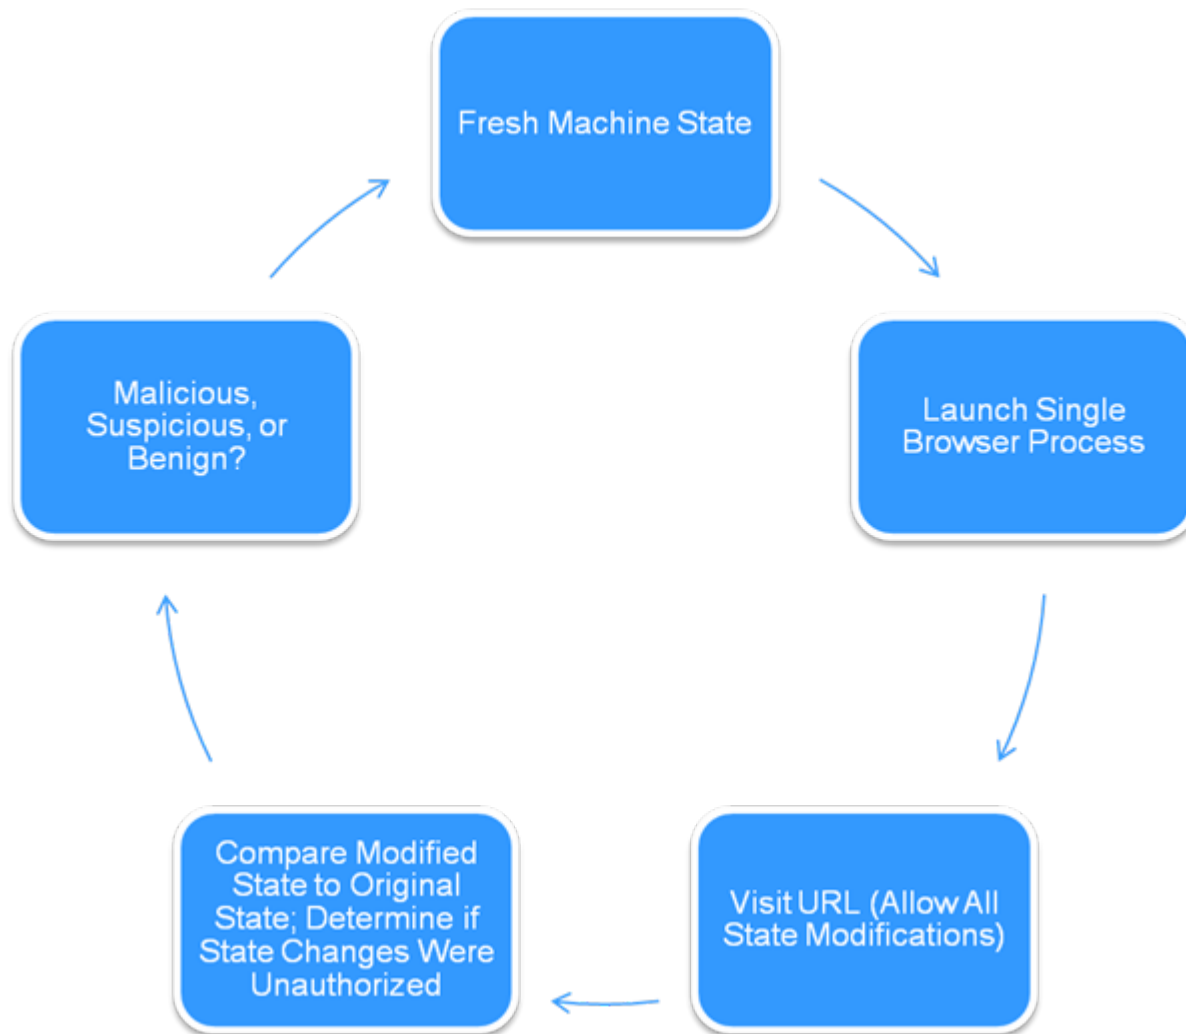 Fresh Machine State
Launch Single
Browser Process
Visit URL (Allow All
State Modifications)
Compare Modified
State to Original
State; Determine if
State Changes Were
Unauthorized
Malicious,
Suspicious, or
Benign?